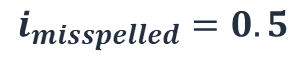 i_misspelled = 0.5